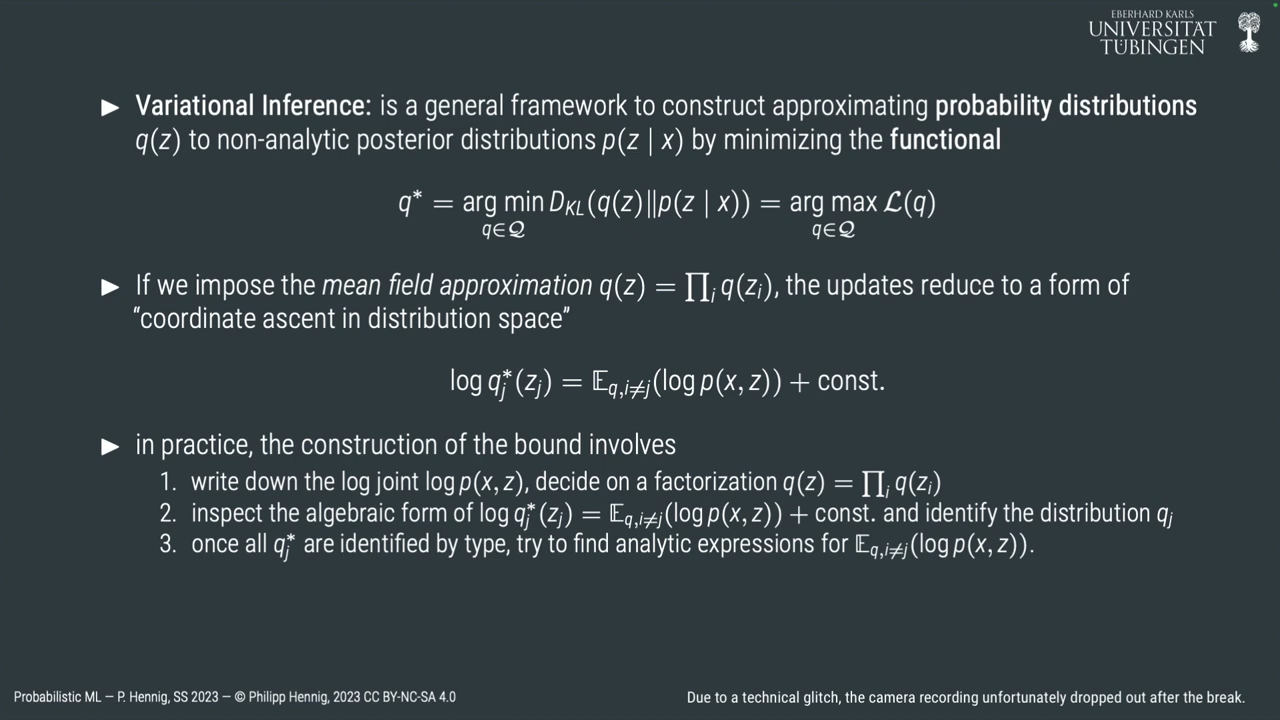 EBERHARD KARLS
UNIVERSITÄT
TÜBINGEN
► Variational Inference: is a general framework to construct approximating probability distributions
q(z) to non-analytic posterior distributions p(z | x) by minimizing the functional
q* = arg min D_KL(q(z)‖p(z | x)) = arg max ℒ(q)
q∈𝒬 q∈𝒬
► If we impose the mean field approximation q(z) = ∏_i q(z_i), the updates reduce to a form of
“coordinate ascent in distribution space”
log q_j*(z_j) = 𝔼_{q,i≠j}(log p(x, z)) + const.
► in practice, the construction of the bound involves
1. write down the log joint log p(x, z), decide on a factorization q(z) = ∏_i q(z_i)
2. inspect the algebraic form of log q_j*(z_j) = 𝔼_{q,i≠j}(log p(x, z)) + const. and identify the distribution q_j
3. once all q_j* are identified by type, try to find analytic expressions for 𝔼_{q,i≠j}(log p(x, z)).
Probabilistic ML — P. Hennig, SS 2023 — © Philipp Hennig, 2023 CC BY-NC-SA 4.0
Due to a technical glitch, the camera recording unfortunately dropped out after the break.